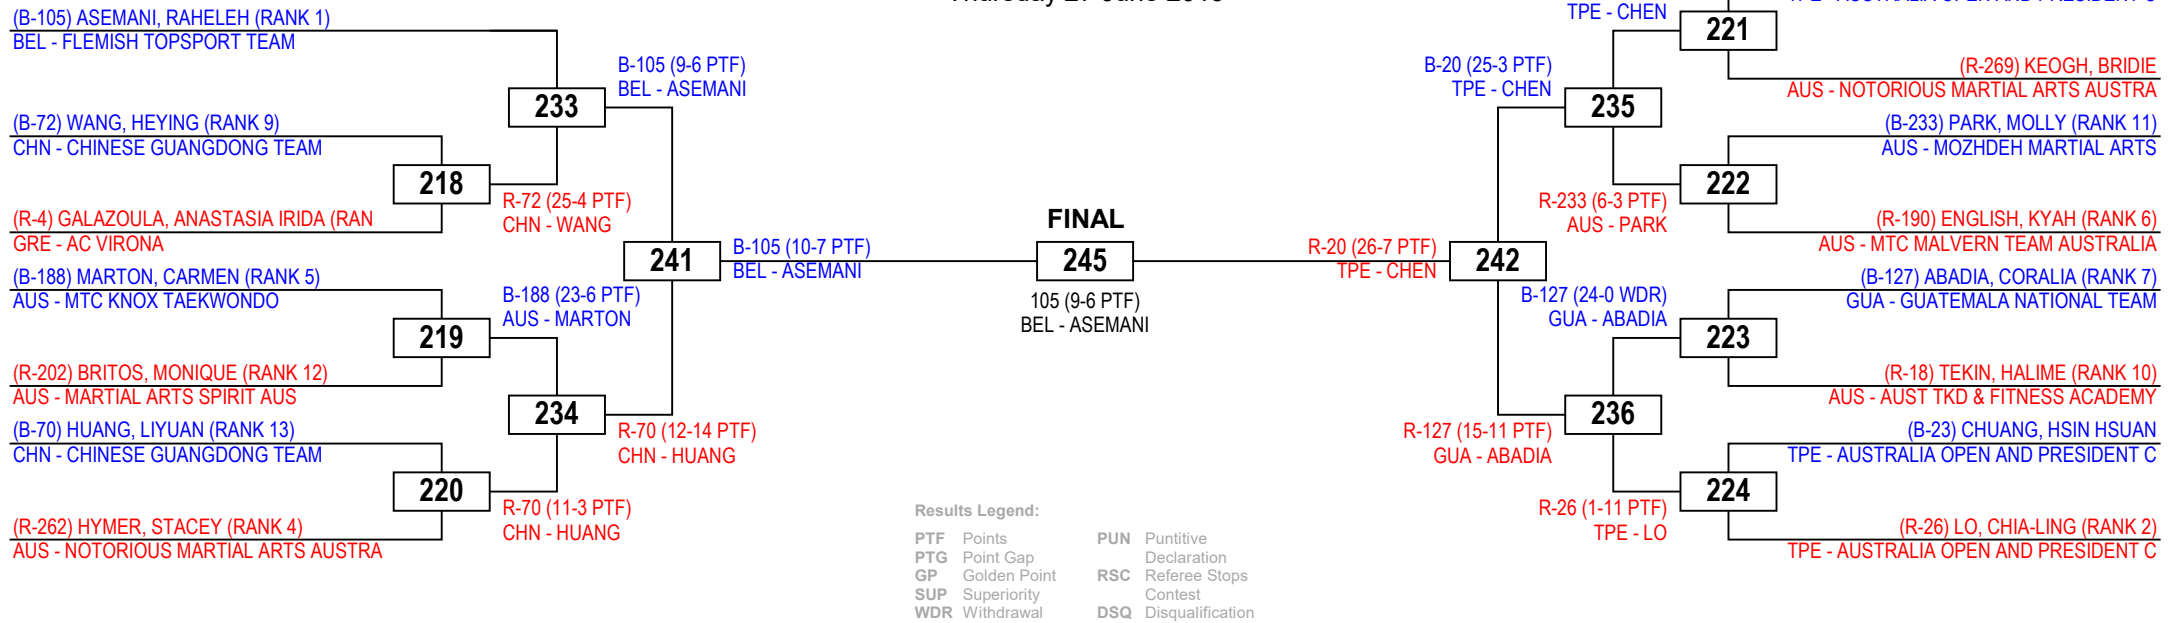 (B-105) ASEMANI, RAHELEH (RANK 1)
BEL - FLEMISH TOPSPORT TEAM
233
B-105 (9-6 PTF)
BEL - ASEMANI
(B-72) WANG, HEYING (RANK 9)
CHN - CHINESE GUANGDONG TEAM
218
R-72 (25-4 PTF)
CHN - WANG
(R-4) GALAZOULA, ANASTASIA IRIDA (RAN
GRE - AC VIRONA
241
B-105 (10-7 PTF)
BEL - ASEMANI
(B-188) MARTON, CARMEN (RANK 5)
AUS - MTC KNOX TAEKWONDO
B-188 (23-6 PTF)
AUS - MARTON
219
(R-202) BRITOS, MONIQUE (RANK 12)
AUS - MARTIAL ARTS SPIRIT AUS
234
R-70 (12-14 PTF)
CHN - HUANG
(B-70) HUANG, LIYUAN (RANK 13)
CHN - CHINESE GUANGDONG TEAM
220
R-70 (11-3 PTF)
CHN - HUANG
(R-262) HYMER, STACEY (RANK 4)
AUS - NOTORIOUS MARTIAL ARTS AUSTRA
FINAL
245
105 (9-6 PTF)
BEL - ASEMANI
TPE - CHEN
221
(R-269) KEOGH, BRIDIE
AUS - NOTORIOUS MARTIAL ARTS AUSTRA
B-20 (25-3 PTF)
TPE - CHEN
235
(B-233) PARK, MOLLY (RANK 11)
AUS - MOZHDEH MARTIAL ARTS
222
R-233 (6-3 PTF)
AUS - PARK
(R-190) ENGLISH, KYAH (RANK 6)
AUS - MTC MALVERN TEAM AUSTRALIA
R-20 (26-7 PTF)
TPE - CHEN
242
(B-127) ABADIA, CORALIA (RANK 7)
GUA - GUATEMALA NATIONAL TEAM
B-127 (24-0 WDR)
GUA - ABADIA
223
(R-18) TEKIN, HALIME (RANK 10)
AUS - AUST TKD & FITNESS ACADEMY
236
R-127 (15-11 PTF)
GUA - ABADIA
(B-23) CHUANG, HSIN HSUAN
TPE - AUSTRALIA OPEN AND PRESIDENT C
224
R-26 (1-11 PTF)
TPE - LO
(R-26) LO, CHIA-LING (RANK 2)
TPE - AUSTRALIA OPEN AND PRESIDENT C
Results Legend:
PTF Points
PTG Point Gap
GP Golden Point
SUP Superiority
WDR Withdrawal
PUN Puntitive
Declaration
RSC Referee Stops
Contest
DSQ Disqualification